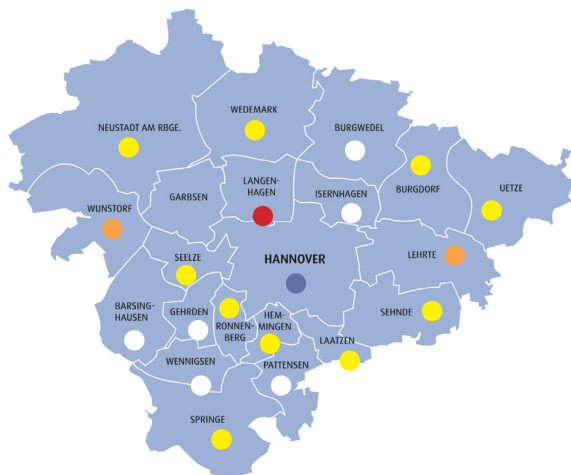 WEDEMARK
NEUSTADT AM RBGE.
BURGWEDEL
LANGEN-
HAGEN
ISERNHAGEN
BURGDORF
UETZE
GARBSEN
WUNSTORF
SEELZE
HANNOVER
LEHRTE
BARSING-
HAUSEN
GEHRDEN
RONNEN-
BERG
HEM-
MINGEN
LAATZEN
SEHNDE
WENNIGSEN
PATTENSEN
SPRINGE